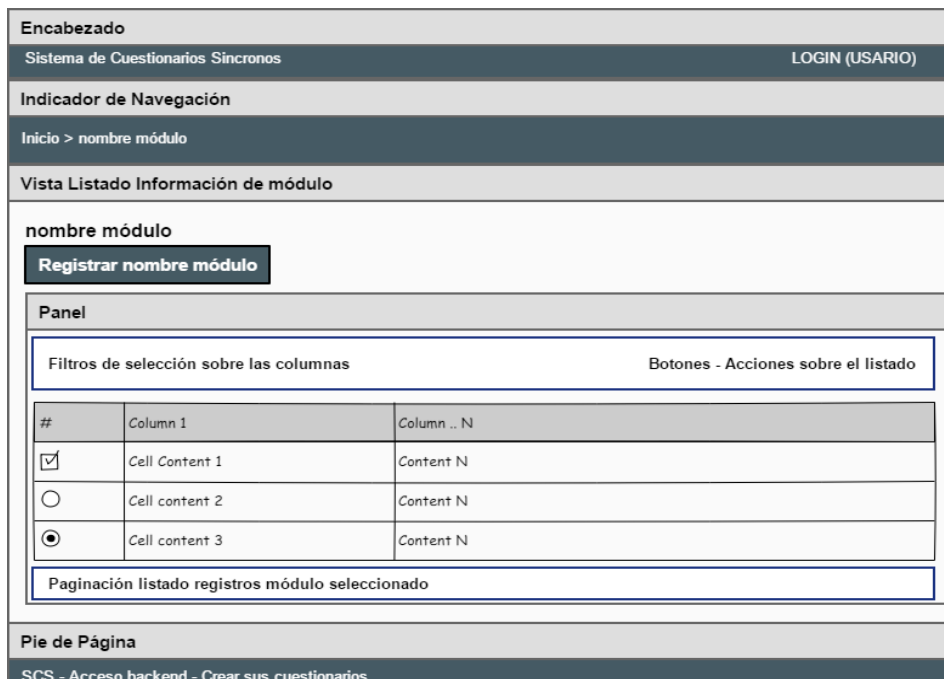 Encabezado
Sistema de Cuestionarios Sincronos LOGIN (USARIO)
Indicador de Navegación
Inicio > nombre módulo
Vista Listado Información de módulo
nombre módulo
Registrar nombre módulo
Panel
Filtros de selección sobre las columnas Botones - Acciones sobre el listado
# Column 1 Column .. N
Cell Content 1 Content N
Cell content 2 Content N
Cell content 3 Content N
Paginación listado registros módulo seleccionado
Pie de Página
SCS - Acceso backend - Crear sus cuestionarios